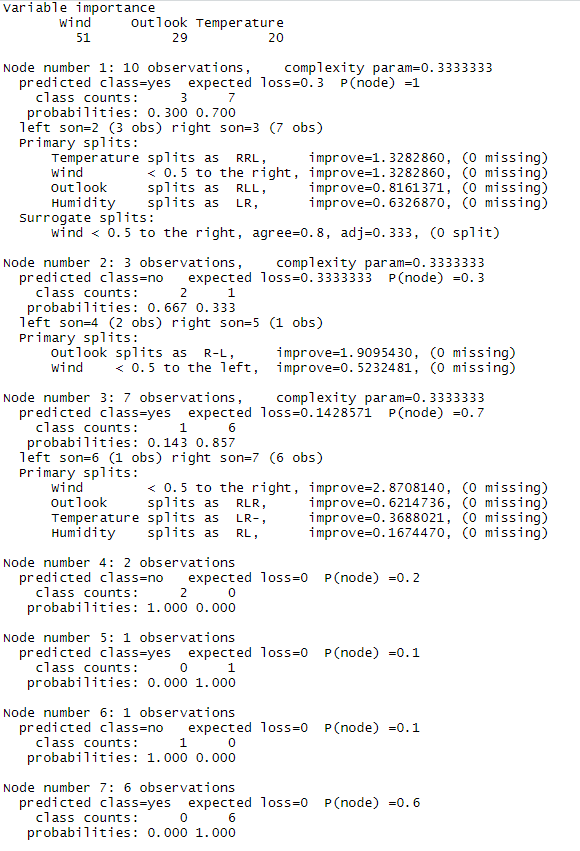 Variable importance
       Wind     Outlook Temperature
         51          29          20

Node number 1: 10 observations,    complexity param=0.3333333
  predicted class=yes  expected loss=0.3  P(node) =1
    class counts:     3     7
   probabilities: 0.300 0.700
  left son=2 (3 obs) right son=3 (7 obs)
  Primary splits:
      Temperature splits as  RRL,     improve=1.3282860, (0 missing)
      Wind        < 0.5 to the right, improve=1.3282860, (0 missing)
      Outlook     splits as  RLL,     improve=0.8161371, (0 missing)
      Humidity    splits as  LR,      improve=0.6326870, (0 missing)
  Surrogate splits:
      Wind < 0.5 to the right, agree=0.8, adj=0.333, (0 split)

Node number 2: 3 observations,    complexity param=0.3333333
  predicted class=no   expected loss=0.3333333  P(node) =0.3
    class counts:     2     1
   probabilities: 0.667 0.333
  left son=4 (2 obs) right son=5 (1 obs)
  Primary splits:
      Outlook splits as  R-L,     improve=1.9095430, (0 missing)
      Wind    < 0.5 to the left,  improve=0.5232481, (0 missing)

Node number 3: 7 observations,    complexity param=0.3333333
  predicted class=yes  expected loss=0.1428571  P(node) =0.7
    class counts:     1     6
   probabilities: 0.143 0.857
  left son=6 (1 obs) right son=7 (6 obs)
  Primary splits:
      Wind        < 0.5 to the right, improve=2.8708140, (0 missing)
      Outlook     splits as  RLR,     improve=0.6214736, (0 missing)
      Temperature splits as  LR-,     improve=0.3688021, (0 missing)
      Humidity    splits as  RL,      improve=0.1674470, (0 missing)

Node number 4: 2 observations
  predicted class=no   expected loss=0  P(node) =0.2
    class counts:     2     0
   probabilities: 1.000 0.000

Node number 5: 1 observations
  predicted class=yes  expected loss=0  P(node) =0.1
    class counts:     0     1
   probabilities: 0.000 1.000

Node number 6: 1 observations
  predicted class=no   expected loss=0  P(node) =0.1
    class counts:     1     0
   probabilities: 1.000 0.000

Node number 7: 6 observations
  predicted class=yes  expected loss=0  P(node) =0.6
    class counts:     0     6
   probabilities: 0.000 1.000